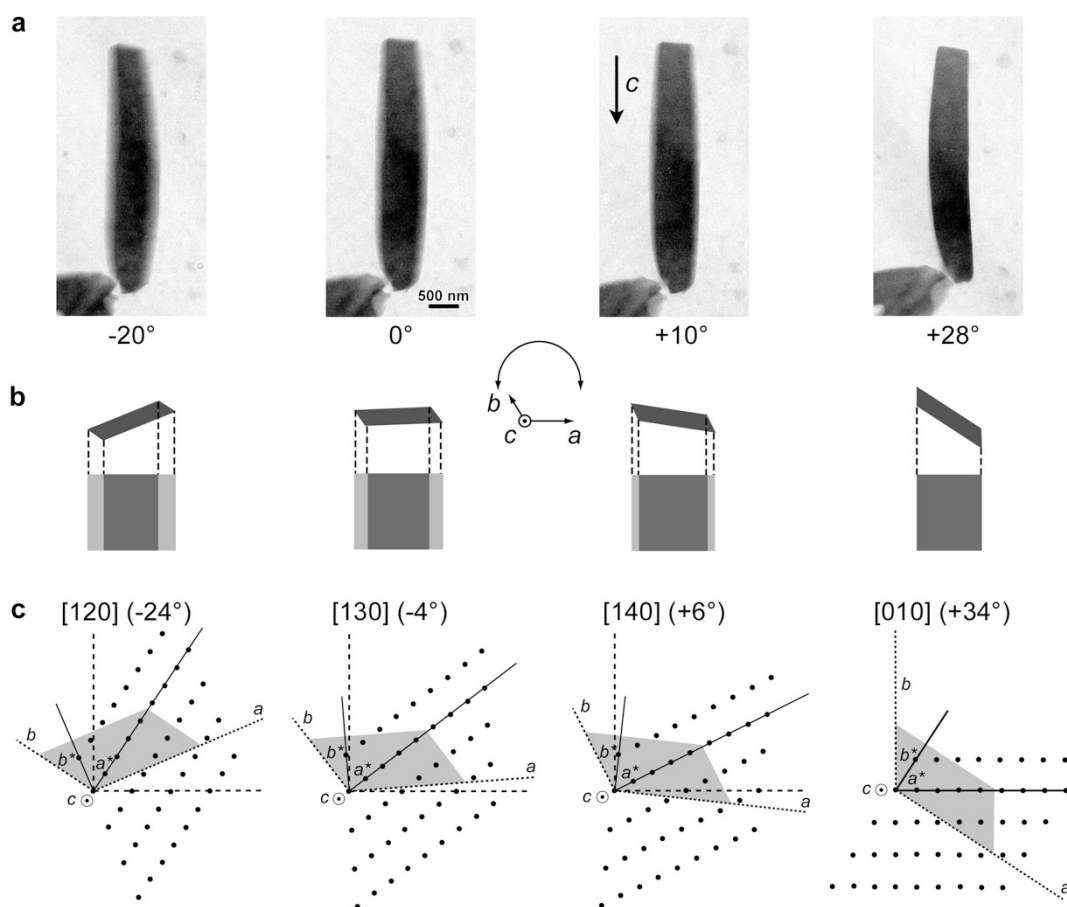 a
c
500 nm
-20°
0°
+10°
+28°
b
b
c
a
c
[120] (-24°)
[130] (-4°)
[140] (+6°)
[010] (+34°)
b
a
b*
a*
c
b
a
b*
a*
c
b
a
b*
a*
c
b
a
b*
a*
c